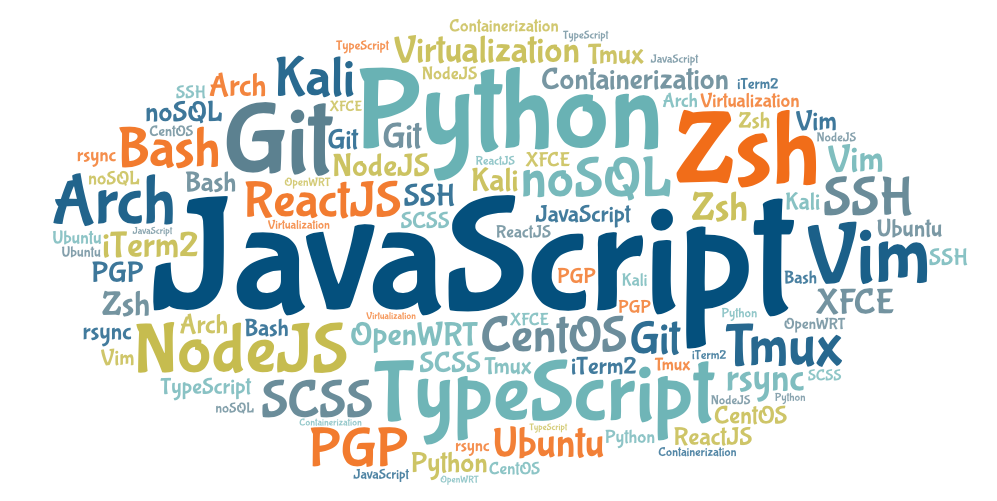 Containerization
TypeScript
TypeScript
Virtualization
Tmux
JavaScript
Kali
NodeJS
Containerization
iTerm2
SSH
Arch
Python
Arch
Virtualization
noSQL
XFCE
Git
Git
Git
Zsh
Zsh
Vim
CentOS
NodeJS
rsync
Bash
NodeJS
ReactJS
XFCE
Vim
noSQL
Bash
OpenWRT
Kali
noSQL
Arch
ReactJS
SSH
Zsh
Kali
SSH
SCSS
JavaScript
Ubuntu
JavaScript
Virtualization
ReactJS
Ubuntu
iTerm2
JavaScript
Vim
Ubuntu
SSH
PGP
PGP
Kali
Bash
Zsh
PGP
XFCE
rsync
Arch
Bash
Virtualization
OpenWRT
XFCE
CentOS
Git
Python
OpenWRT
Vim
NodeJS
SCSS
Tmux
iTerm2
Tmux
iTerm2
Tmux
TypeScript
SCSS
TypeScript
rsync
SCSS
noSQL
NodeJS
Python
Containerization
CentOS
PGP
rsync
Ubuntu
TypeScript
Python
ReactJS
JavaScript
Python
CentOS
Containerization
OpenWRT